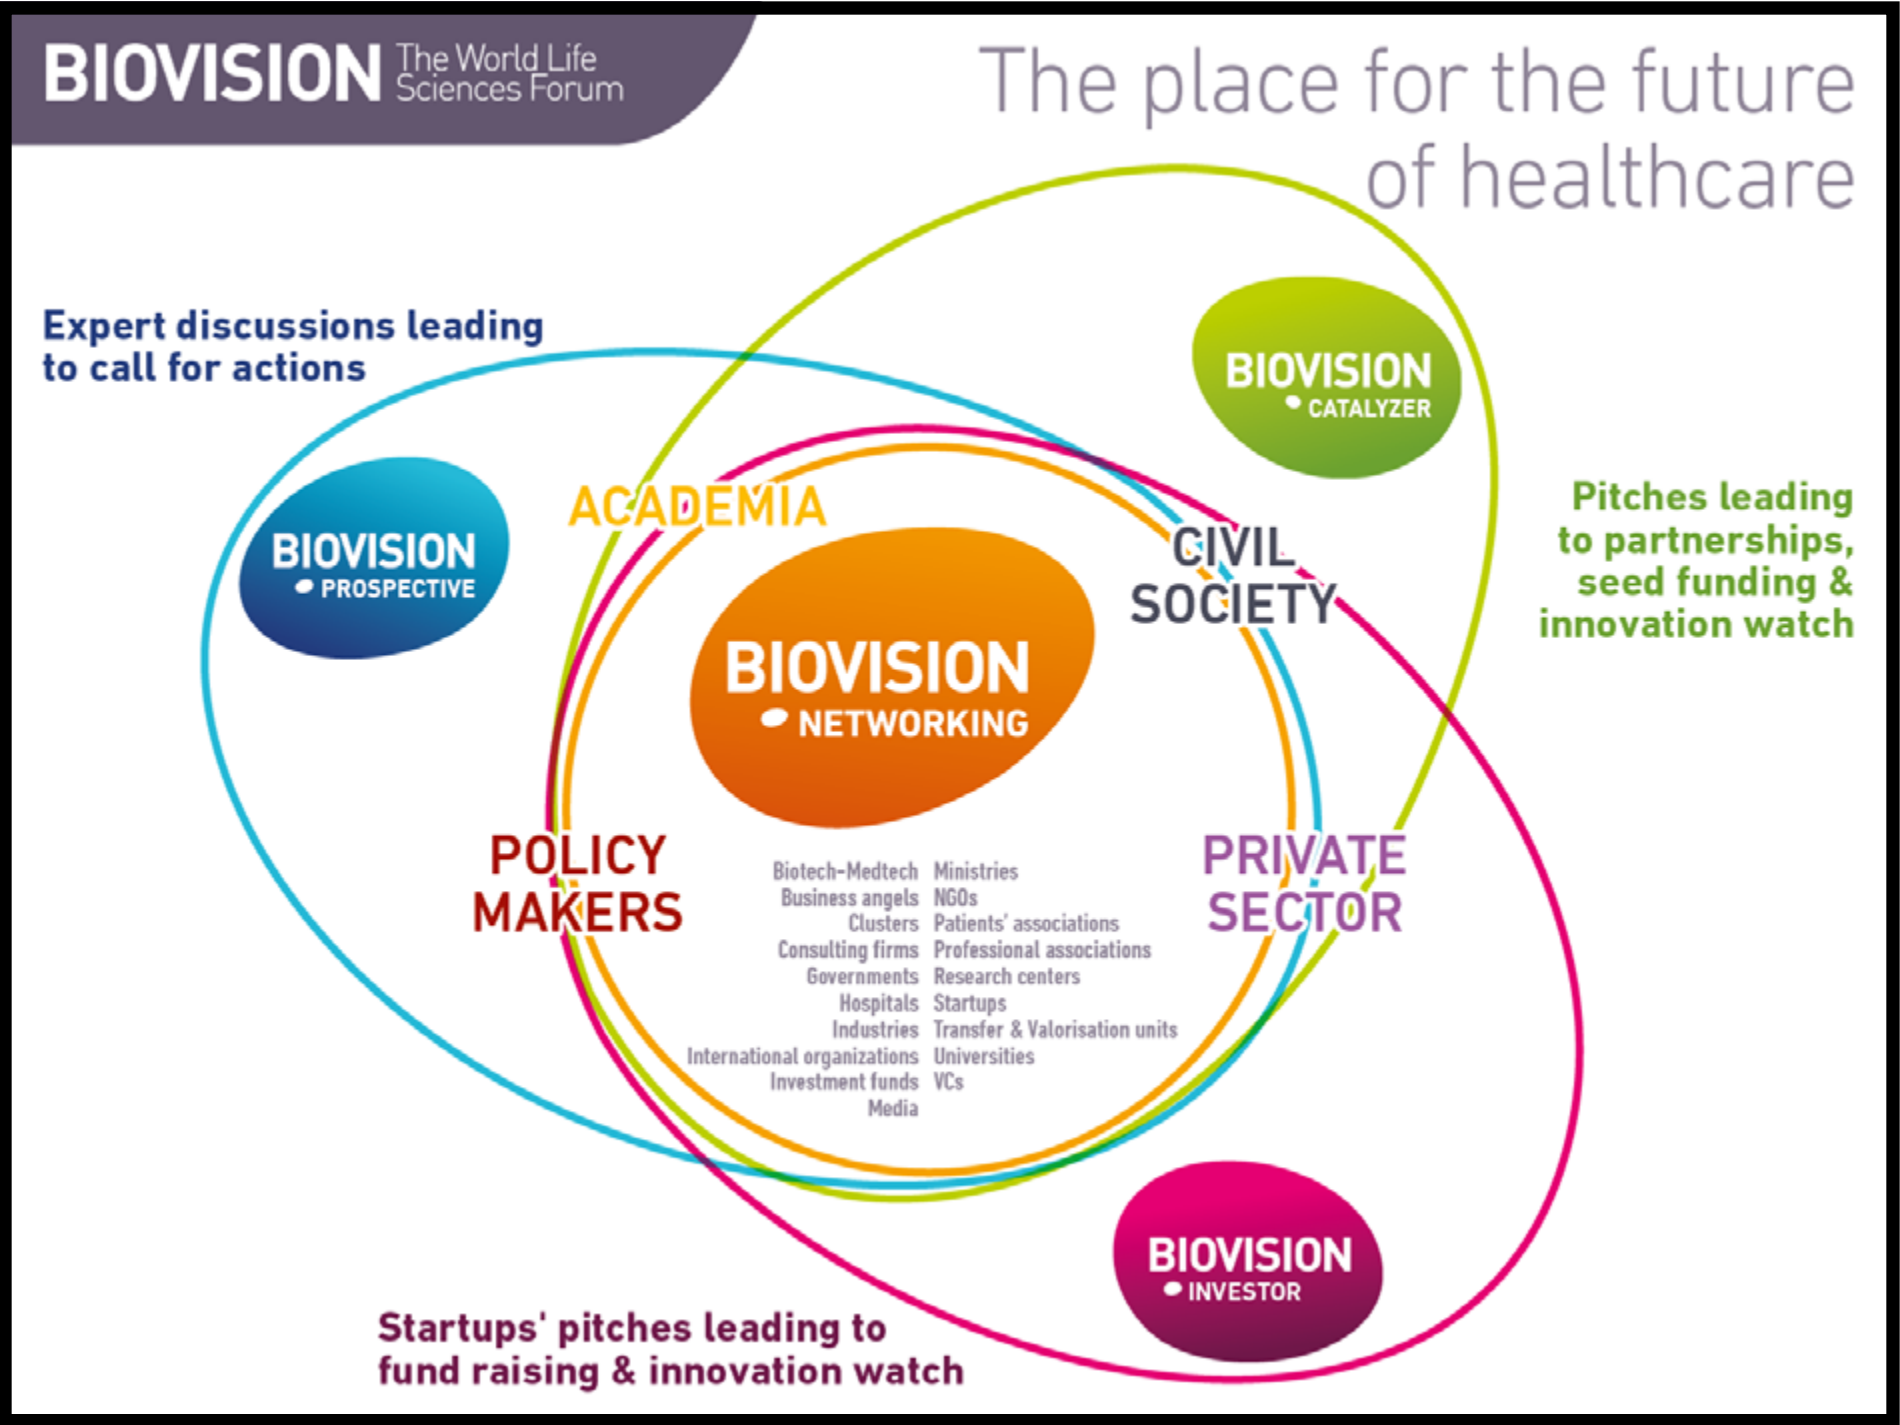 BIOVISION The World Life
Sciences Forum
The place for the future
of healthcare
Expert discussions leading
to call for actions
BIOVISION
CATALYZER
BIOVISION
PROSPECTIVE
ACADEMIA
CIVIL
SOCIETY
Pitches leading
to partnerships,
seed funding &
innovation watch
BIOVISION
NETWORKING
POLICY
MAKERS
PRIVATE
SECTOR
Biotech-Medtech Ministries
Business angels NGOs
Clusters Patients' associations
Consulting firms Professional associations
Governments Research centers
Hospitals Startups
Industries Transfer & Valorisation units
International organizations Universities
Investment funds VCs
Media
BIOVISION
INVESTOR
Startups' pitches leading to
fund raising & innovation watch